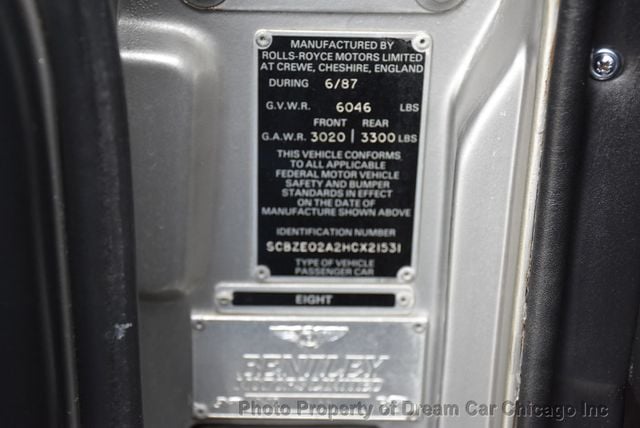 MANUFACTURED BY
ROLLS-ROYCE MOTORS LIMITED
AT CREWE, CHESHIRE, ENGLAND
DURING 6/87
G.V.W.R. 6046 LBS
FRONT REAR
G.A.W.R. 3020 3300 LBS
THIS VEHICLE CONFORMS
TO ALL APPLICABLE
FEDERAL MOTOR VEHICLE
SAFETY AND BUMPER
STANDARDS IN EFFECT
ON THE DATE OF
MANUFACTURE SHOWN ABOVE
IDENTIFICATION NUMBER
SCBZE02A2HCX21531
TYPE OF VEHICLE
PASSENGER CAR
EIGHT
BENTLEY
MOTORS LIMITED
Photo Property of Dream Car Chicago Inc